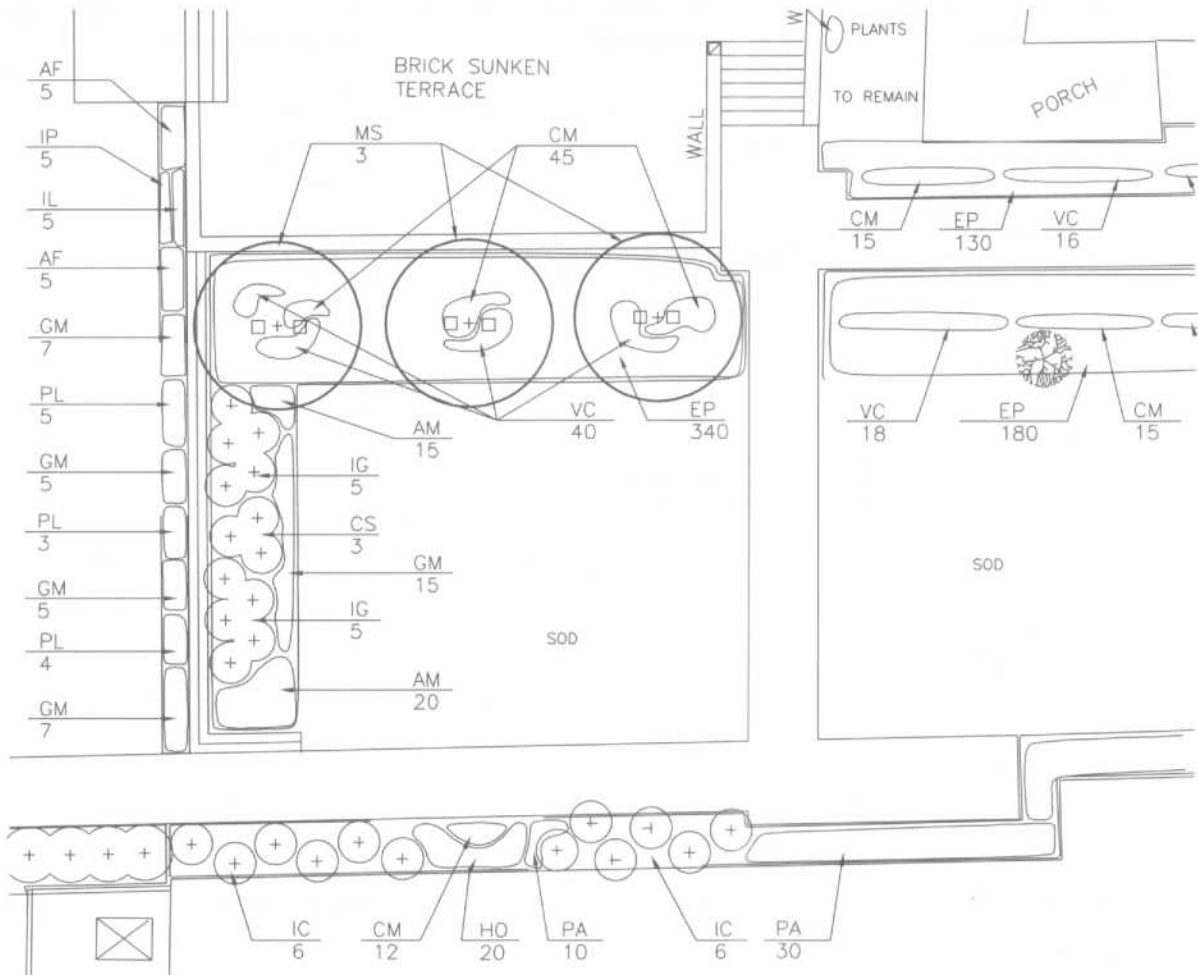 W
PLANTS
TO REMAIN
PORCH
BRICK SUNKEN
TERRACE
WALL
AF
5
IP
5
IL
5
AF
5
GM
7
PL
5
GM
5
PL
3
GM
5
PL
4
GM
7
MS
3
CM
45
CM
15
EP
130
VC
16
AM
15
VC
40
EP
340
VC
18
EP
180
CM
15
IG
5
CS
3
GM
15
IG
5
AM
20
SOD
SOD
IC
6
CM
12
HO
20
PA
10
IC
6
PA
30